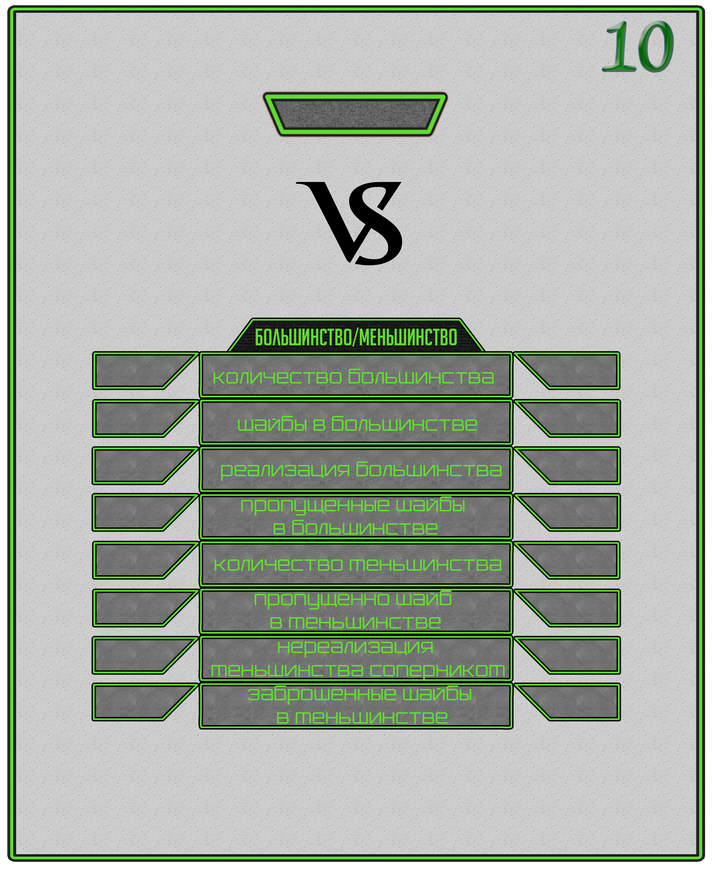 10
VS
БОЛЬШИНСТВО/МЕНЬШИНСТВО
количество большинства
шайбы в большинстве
реализация большинства
пропущенные шайбы
в большинстве
количество меньшинства
пропущенно шайб
в меньшинстве
нереализация
меньшинства соперником
заброшенные шайбы
в меньшинстве